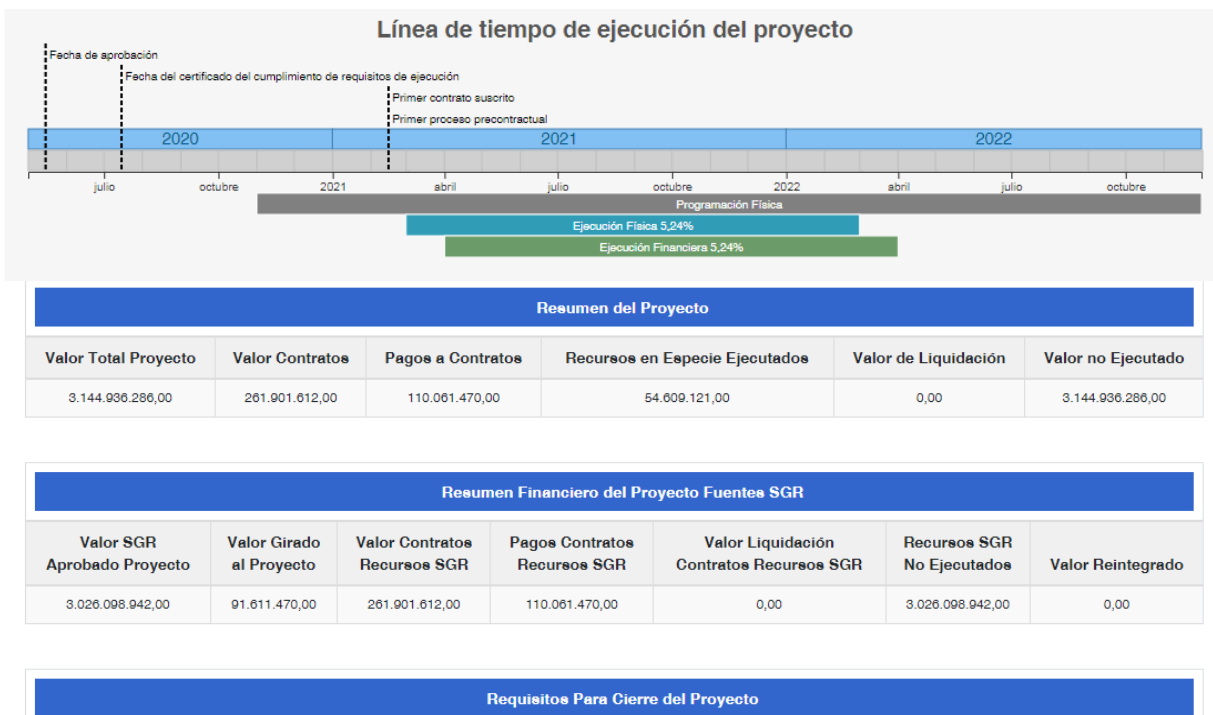 Línea de tiempo de ejecución del proyecto
Fecha de aprobación
Fecha del certificado del cumplimiento de requisitos de ejecución
Primer contrato suscrito
Primer proceso precontractual
2020 2021 2022
julio octubre 2021 abril julio octubre 2022 abril julio octubre
Programación Física
Ejecución Física 5,24%
Ejecución Financiera 5,24%
Resumen del Proyecto
Valor Total Proyecto Valor Contratos Pagos a Contratos Recursos en Especie Ejecutados Valor de Liquidación Valor no Ejecutado
3.144.936.286,00 261.901.612,00 110.061.470,00 54.609.121,00 0,00 3.144.936.286,00
Resumen Financiero del Proyecto Fuentes SGR
Valor SGR Valor Girado Valor Contratos Pagos Contratos Valor Liquidación Recursos SGR
Aprobado Proyecto al Proyecto Recursos SGR Recursos SGR Contratos Recursos SGR No Ejecutados Valor Reintegrado
3.026.098.942,00 91.611.470,00 261.901.612,00 110.061.470,00 0,00 3.026.098.942,00 0,00
Requisitos Para Cierre del Proyecto